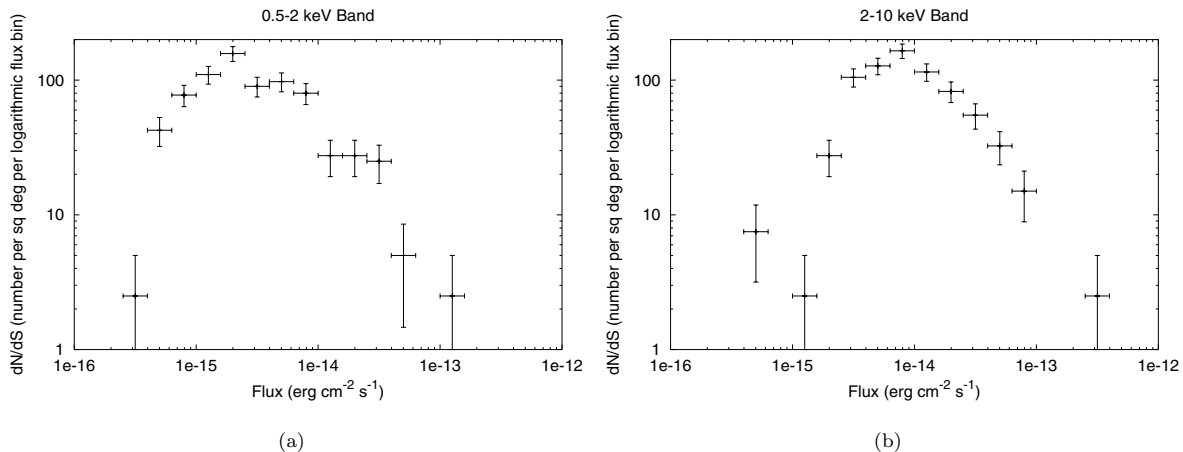 0.5-2 keV Band
dN/dS (number per sq deg per logarithmic flux bin)
100
10
1
1e-16
1e-15
1e-14
1e-13
1e-12
Flux (erg cm⁻² s⁻¹)
(a)
2-10 keV Band
dN/dS (number per sq deg per logarithmic flux bin)
100
10
1
1e-16
1e-15
1e-14
1e-13
1e-12
Flux (erg cm⁻² s⁻¹)
(b)